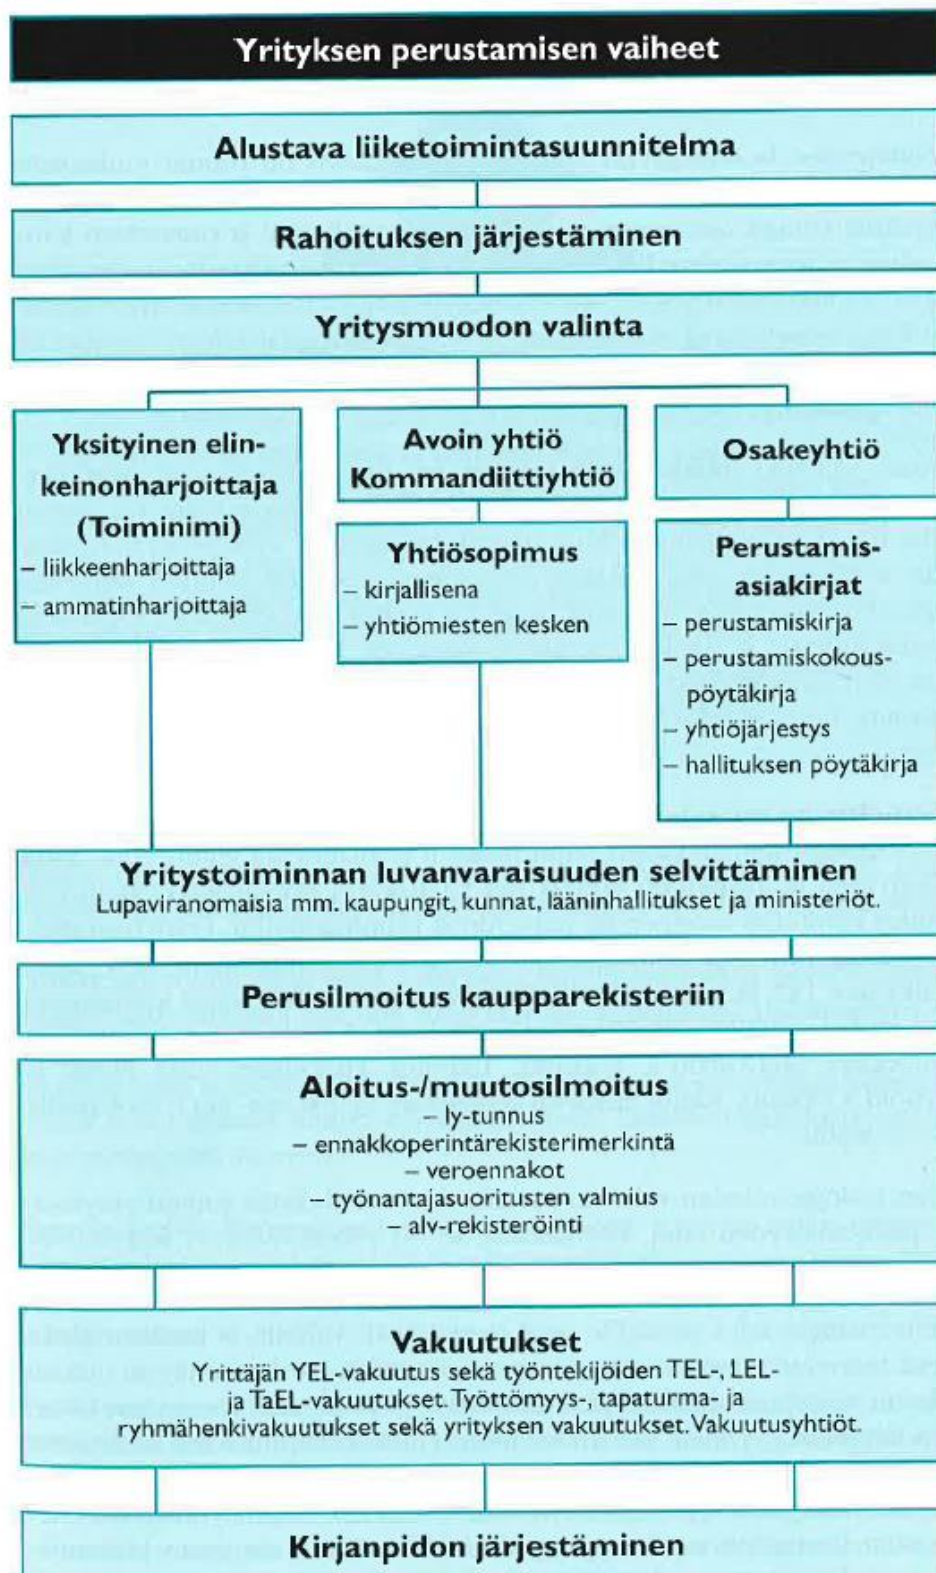 Yrityksen perustamisen vaiheet
Alustava liiketoimintasuunnitelma
Rahoituksen järjestäminen
Yritysmuodon valinta
Yksityinen elin-
keinonharjoittaja
(Toiminimi)
– liikkeenharjoittaja
– ammatinharjoittaja
Avoin yhtiö
Kommandiittiyhtiö
Yhtiösopimus
– kirjallisena
– yhtiömiesten kesken
Osakeyhtiö
Perustamis-
asiakirjat
– perustamiskirja
– perustamiskokous-
pöytäkirja
– yhtiöjärjestys
– hallituksen pöytäkirja
Yritystoiminnan luvanvaraisuuden selvittäminen
Lupaviranomaisia mm. kaupungit, kunnat, lääninhallitukset ja ministeriöt.
Perusilmoitus kaupparekisteriin
Aloitus-/muutosilmoitus
– ly-tunnus
– ennakkoperintärekisterimerkintä
– veroennakot
– työnantajasuoritusten valmius
– alv-rekisteröinti
Vakuutukset
Yrittäjän YEL-vakuutus sekä työntekijöiden TEL-, LEL-
ja TaEL-vakuutukset. Työttömyys-, tapaturma- ja
ryhmähenkivakuutukset sekä yrityksen vakuutukset. Vakuutusyhtiöt.
Kirjanpidon järjestäminen